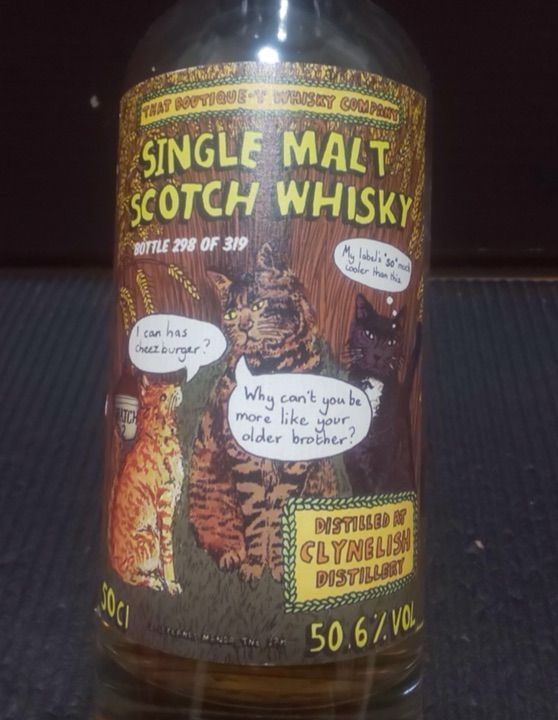 THAT BOUTIQUE-Y WHISKY COMPANY
SINGLE MALT
SCOTCH WHISKY
BOTTLE 298 OF 319
My label's "so" much
cooler than this
I can has
cheezburger?
Why can't you be
more like your
older brother?
DISTILLED AT
CLYNELISH
DISTILLERY
50cl
50.6% VOL